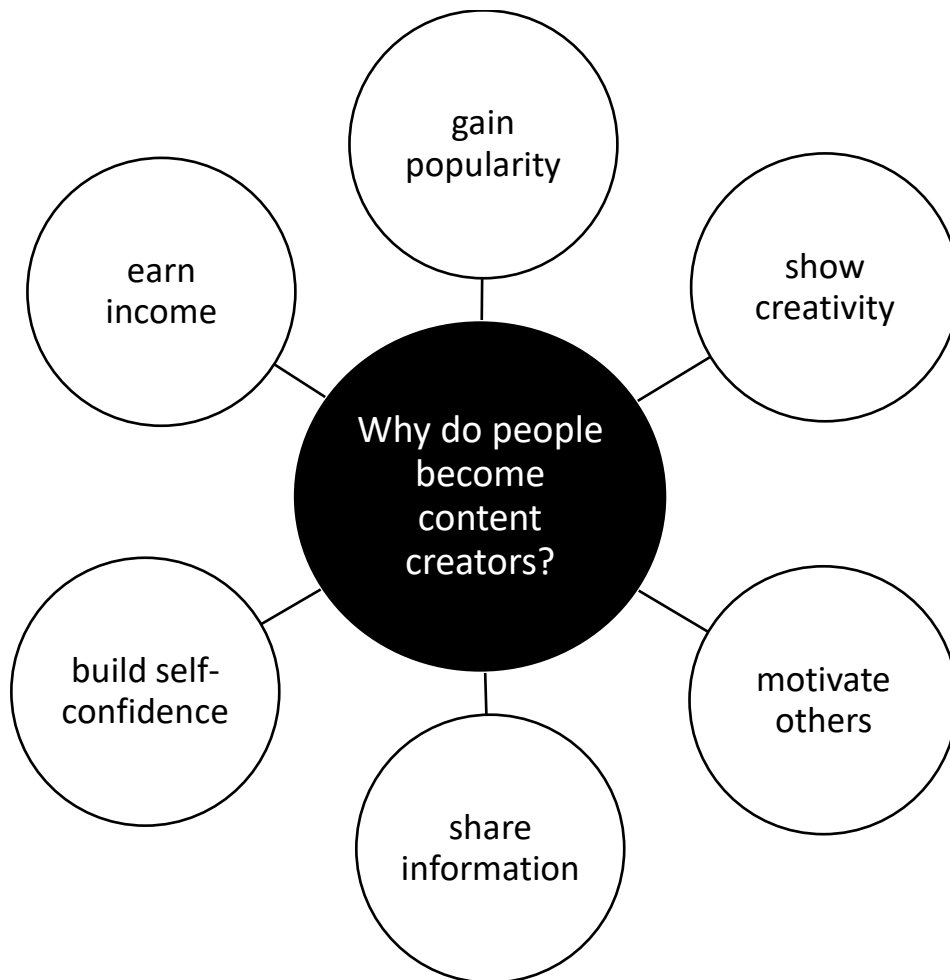 gain
popularity
show
creativity
motivate
others
share
information
build self-
confidence
earn
income
Why do people
become
content
creators?